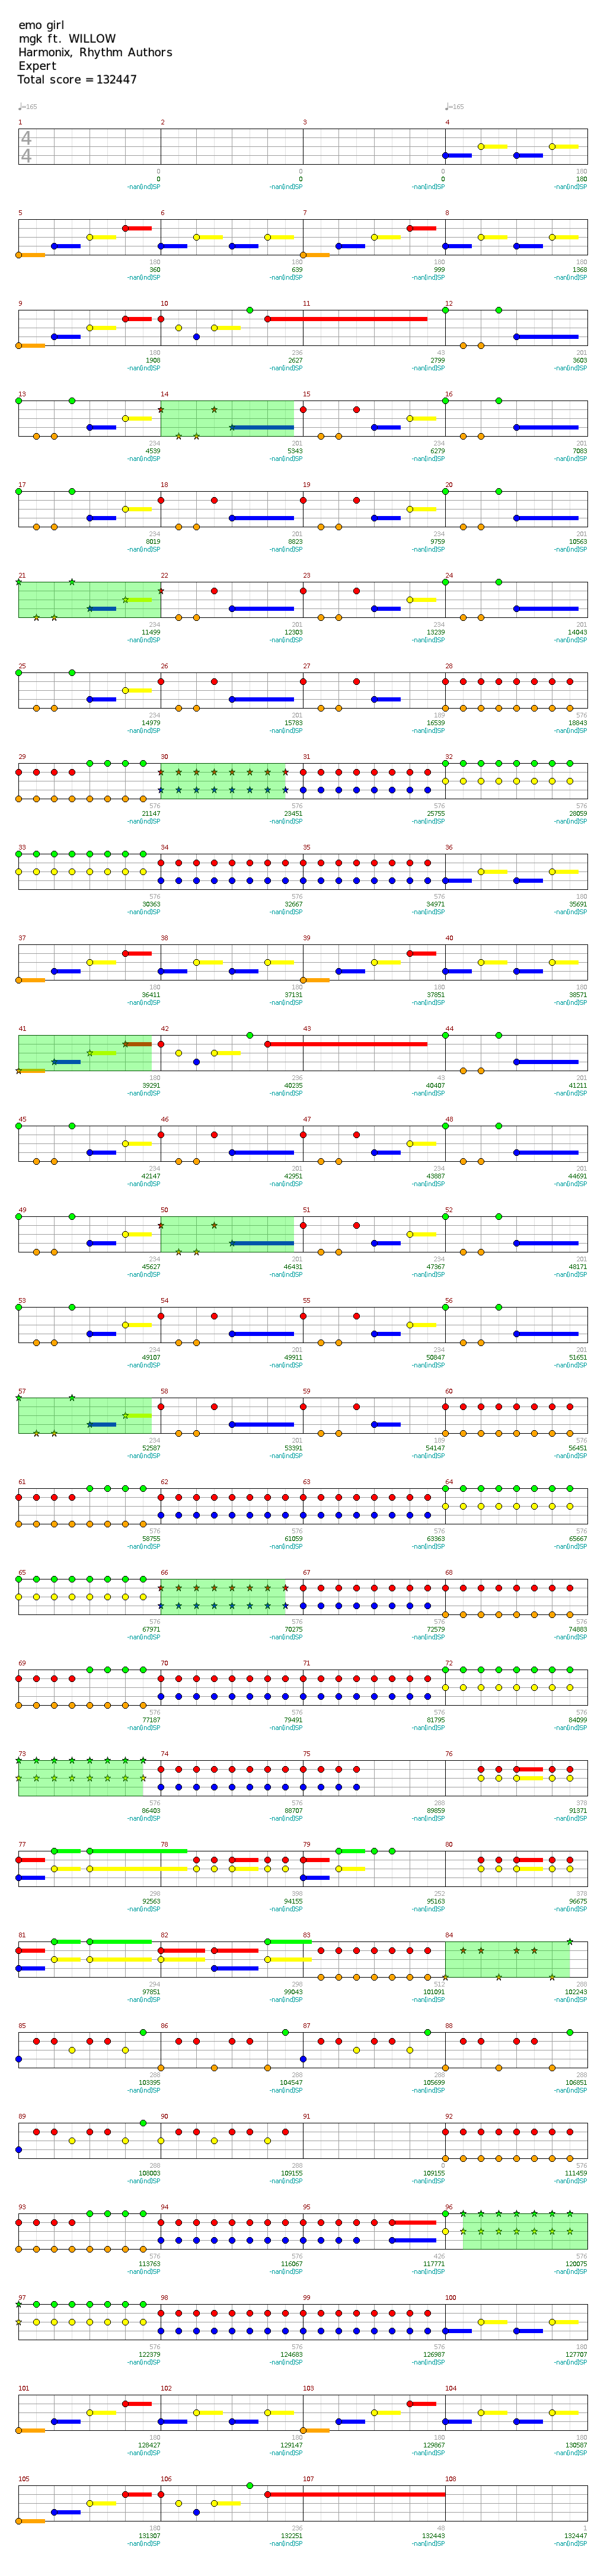 emo girl
mgk ft. WILLOW
Harmonix, Rhythm Authors
Expert
Total score = 132447
♩=165 ♩=165
1 2 3 4
4
4
0 0 0 180
0 0 0 180
-nan(ind)SP -nan(ind)SP -nan(ind)SP -nan(ind)SP
5 6 7 8
180 180 180 180
360 639 999 1368
-nan(ind)SP -nan(ind)SP -nan(ind)SP -nan(ind)SP
9 10 11 12
180 236 43 201
1908 2627 2799 3603
-nan(ind)SP -nan(ind)SP -nan(ind)SP -nan(ind)SP
13 14 15 16
234 201 234 201
4539 5343 6279 7083
-nan(ind)SP -nan(ind)SP -nan(ind)SP -nan(ind)SP
17 18 19 20
234 201 234 201
8019 8823 9759 10563
-nan(ind)SP -nan(ind)SP -nan(ind)SP -nan(ind)SP
21 22 23 24
234 201 234 201
11499 12303 13239 14043
-nan(ind)SP -nan(ind)SP -nan(ind)SP -nan(ind)SP
25 26 27 28
234 201 189 576
14979 15783 16539 18843
-nan(ind)SP -nan(ind)SP -nan(ind)SP -nan(ind)SP
29 30 31 32
576 576 576 576
21147 23451 25755 28059
-nan(ind)SP -nan(ind)SP -nan(ind)SP -nan(ind)SP
33 34 35 36
576 576 576 180
30363 32667 34971 35691
-nan(ind)SP -nan(ind)SP -nan(ind)SP -nan(ind)SP
37 38 39 40
180 180 180 180
36411 37131 37851 38571
-nan(ind)SP -nan(ind)SP -nan(ind)SP -nan(ind)SP
41 42 43 44
180 236 43 201
39291 40235 40407 41211
-nan(ind)SP -nan(ind)SP -nan(ind)SP -nan(ind)SP
45 46 47 48
234 201 234 201
42147 42951 43887 44691
-nan(ind)SP -nan(ind)SP -nan(ind)SP -nan(ind)SP
49 50 51 52
234 201 234 201
45627 46431 47367 48171
-nan(ind)SP -nan(ind)SP -nan(ind)SP -nan(ind)SP
53 54 55 56
234 201 234 201
49107 49911 50847 51651
-nan(ind)SP -nan(ind)SP -nan(ind)SP -nan(ind)SP
57 58 59 60
234 201 189 576
52587 53391 54147 56451
-nan(ind)SP -nan(ind)SP -nan(ind)SP -nan(ind)SP
61 62 63 64
576 576 576 576
58755 61059 63363 65667
-nan(ind)SP -nan(ind)SP -nan(ind)SP -nan(ind)SP
65 66 67 68
576 576 576 576
67971 70275 72579 74883
-nan(ind)SP -nan(ind)SP -nan(ind)SP -nan(ind)SP
69 70 71 72
576 576 576 576
77187 79491 81795 84099
-nan(ind)SP -nan(ind)SP -nan(ind)SP -nan(ind)SP
73 74 75 76
576 576 288 378
86403 88707 89859 91371
-nan(ind)SP -nan(ind)SP -nan(ind)SP -nan(ind)SP
77 78 79 80
298 398 252 378
92563 94155 95163 96675
-nan(ind)SP -nan(ind)SP -nan(ind)SP -nan(ind)SP
81 82 83 84
294 298 512 288
97851 99043 101091 102243
-nan(ind)SP -nan(ind)SP -nan(ind)SP -nan(ind)SP
85 86 87 88
288 288 288 288
103395 104547 105699 106851
-nan(ind)SP -nan(ind)SP -nan(ind)SP -nan(ind)SP
89 90 91 92
288 288 0 576
108003 109155 109155 111459
-nan(ind)SP -nan(ind)SP -nan(ind)SP -nan(ind)SP
93 94 95 96
576 576 426 576
113763 116067 117771 120075
-nan(ind)SP -nan(ind)SP -nan(ind)SP -nan(ind)SP
97 98 99 100
576 576 576 180
122379 124683 126987 127707
-nan(ind)SP -nan(ind)SP -nan(ind)SP -nan(ind)SP
101 102 103 104
180 180 180 180
128427 129147 129867 130587
-nan(ind)SP -nan(ind)SP -nan(ind)SP -nan(ind)SP
105 106 107 108
180 236 48 1
131307 132251 132443 132447
-nan(ind)SP -nan(ind)SP -nan(ind)SP -nan(ind)SP